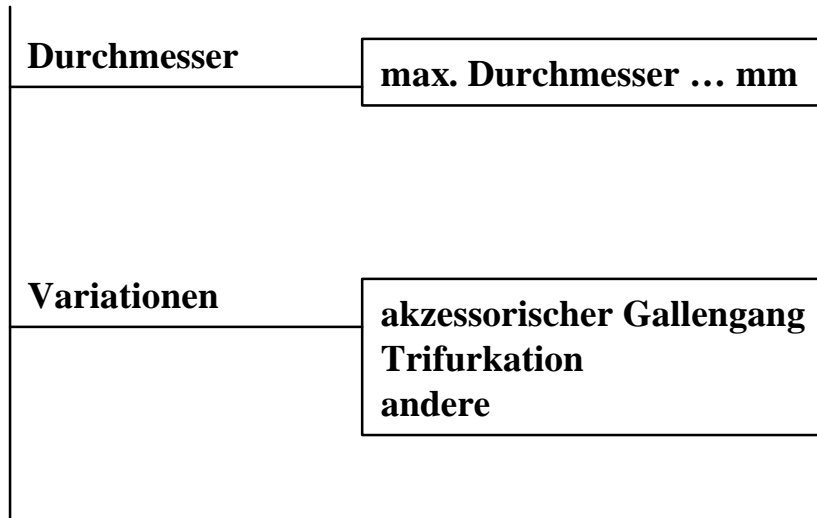 Durchmesser
max. Durchmesser … mm
Variationen
akzessorischer Gallengang
Trifurkation
andere